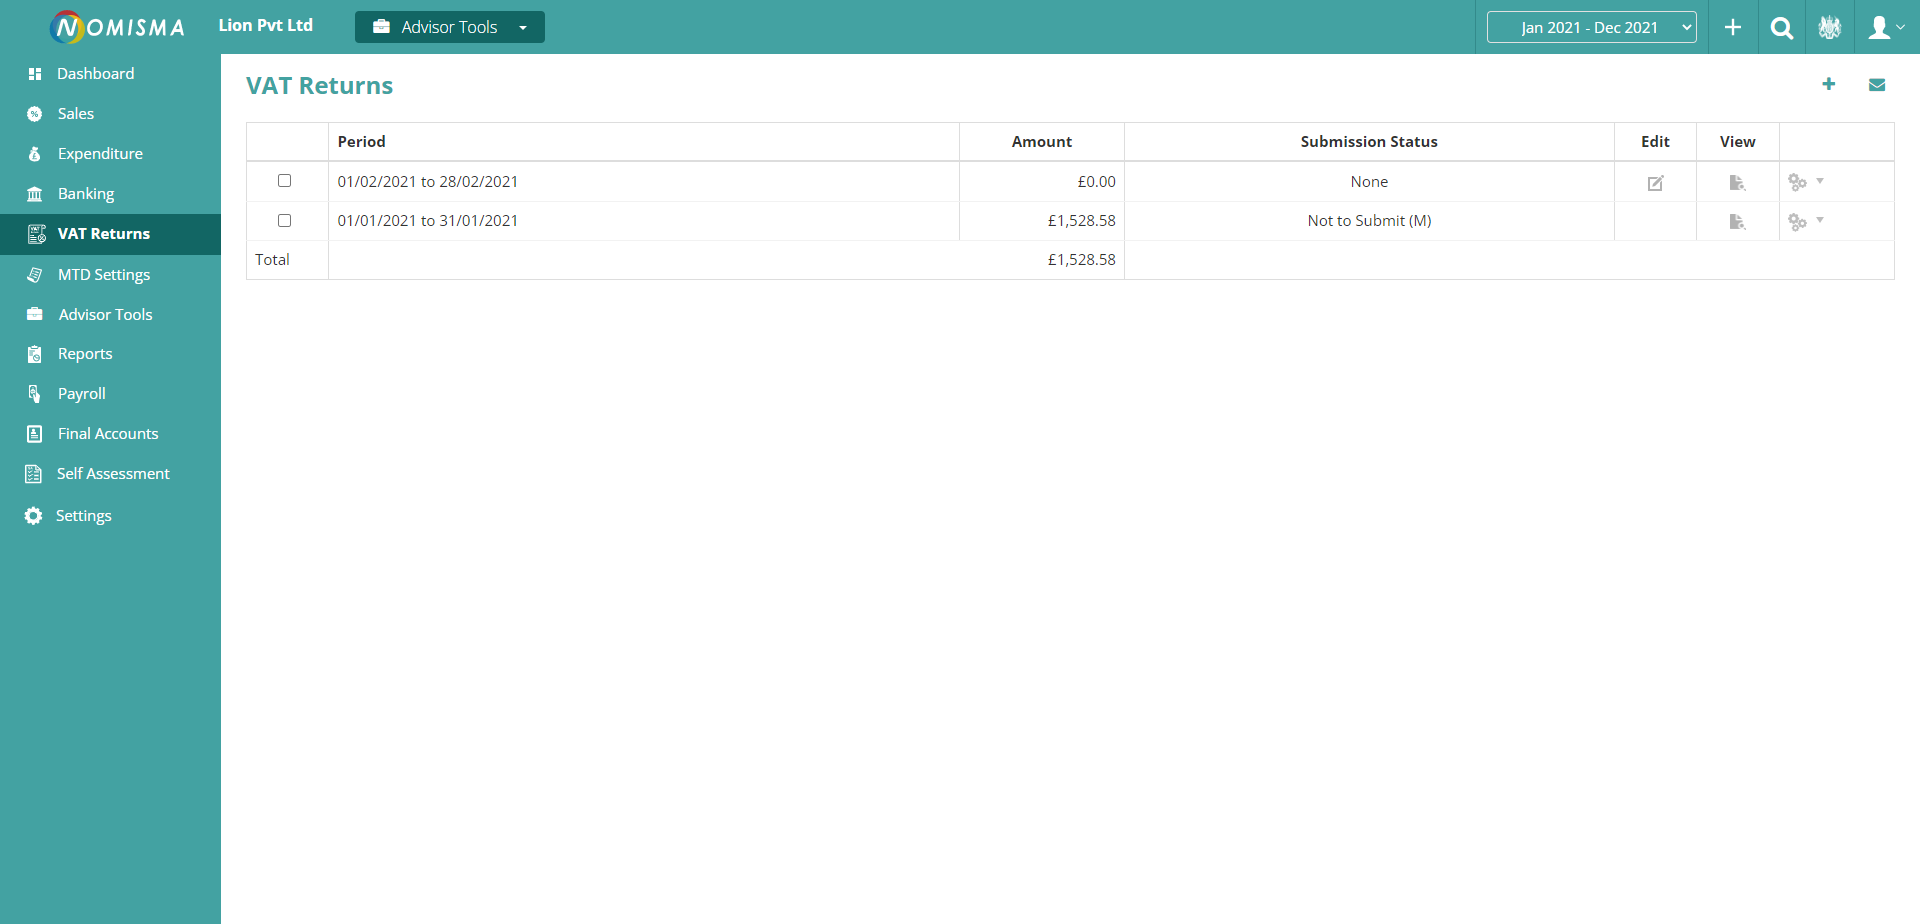 NOMISMA Lion Pvt Ltd Advisor Tools Jan 2021 - Dec 2021
Dashboard
Sales
Expenditure
Banking
VAT Returns
MTD Settings
Advisor Tools
Reports
Payroll
Final Accounts
Self Assessment
Settings
VAT Returns
Period Amount Submission Status Edit View
01/02/2021 to 28/02/2021 £0.00 None
01/01/2021 to 31/01/2021 £1,528.58 Not to Submit (M)
Total £1,528.58